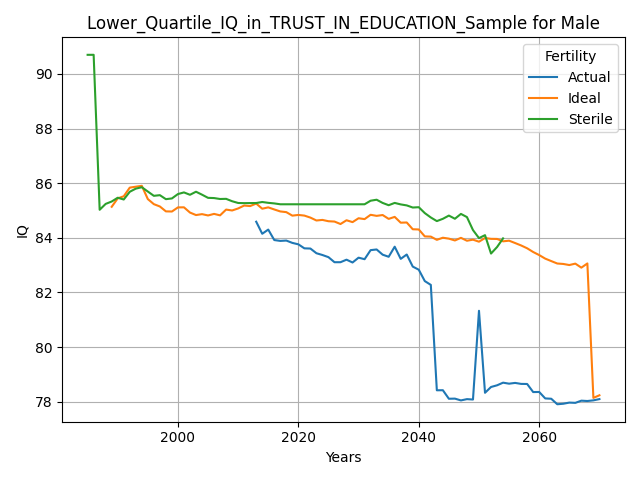 Lower_Quartile_IQ_in_TRUST_IN_EDUCATION_Sample for Male
Fertility
Actual
Ideal
Sterile
IQ
90
88
86
84
82
80
78
2000 2020 2040 2060
Years